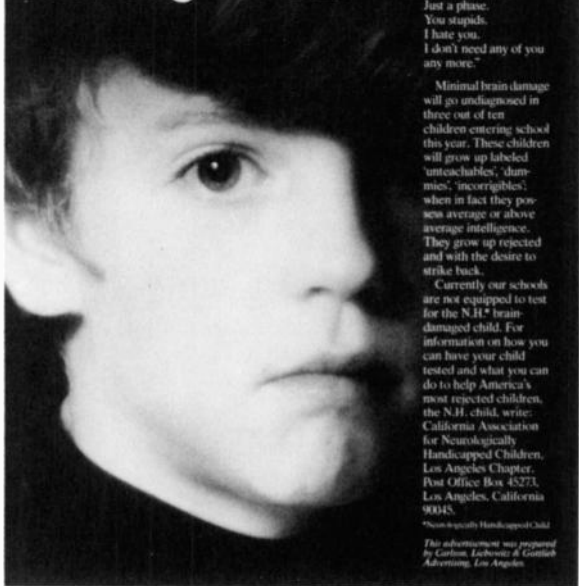 Just a phase.
You stupids.
I hate you.
I don't need any of you
any more."
Minimal brain damage
will go undiagnosed in
three out of ten
children entering school
this year. These children
will grow up labeled
'unteachables', 'dum-
mies', 'incorrigibles';
when in fact they pos-
sess average or above
average intelligence.
They grow up rejected
and with the desire to
strike back.
Currently our schools
are not equipped to test
for the N.H.* brain-
damaged child. For
information on how you
can have your child
tested and what you can
do to help America's
most rejected children,
the N.H. child, write:
California Association
for Neurologically
Handicapped Children,
Los Angeles Chapter,
Post Office Box 45273,
Los Angeles, California
90045.
*Neurologically Handicapped Child
This advertisement was prepared
by Carlson, Liebowitz & Gottlieb
Advertising, Los Angeles.